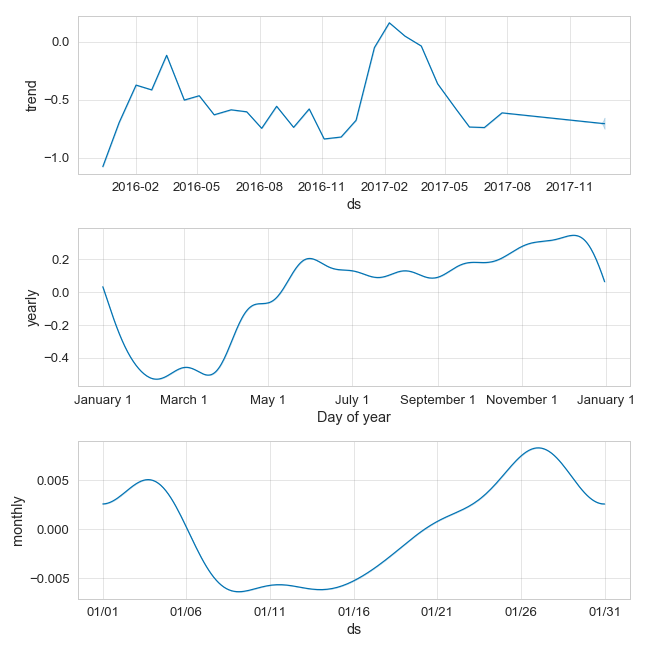 0.0
−0.5
−1.0
trend
2016-02 2016-05 2016-08 2016-11 2017-02 2017-05 2017-08 2017-11
ds
0.2
0.0
−0.2
−0.4
yearly
January 1 March 1 May 1 July 1 September 1 November 1 January 1
Day of year
0.005
0.000
−0.005
monthly
01/01 01/06 01/11 01/16 01/21 01/26 01/31
ds